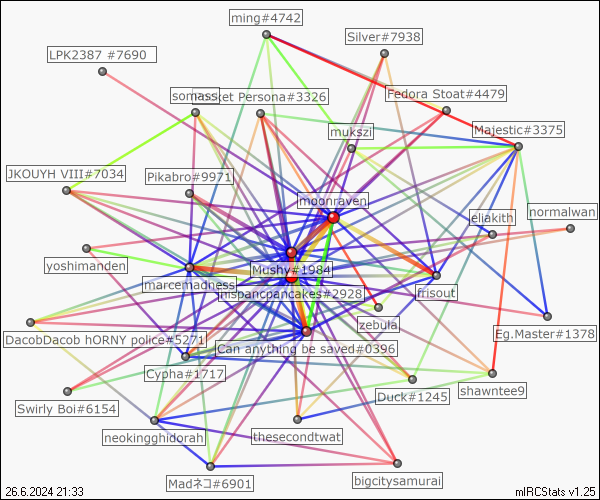 ming#4742
Silver#7938
LPK2387 #7690
Fedora Stoat#4479
somass
ket Persona#3326
mukszi
Majestic#3375
JKOUYH VIII#7034
Pikabro#9971
moonraven
eliakith
normalwan
yoshimanden
Mushy#1984
marcemadness
hispanicpancakes#2928
frisout
zebula
Eg.Master#1378
DacobDacob hORNY police#5271
Can anything be saved#0396
Cypha#1717
Duck#1245
shawntee9
Swirly Boi#6154
neokingghidorah
thesecondtwat
Madネコ#6901
bigcitysamurai
26.6.2024 21:33
mIRCStats v1.25